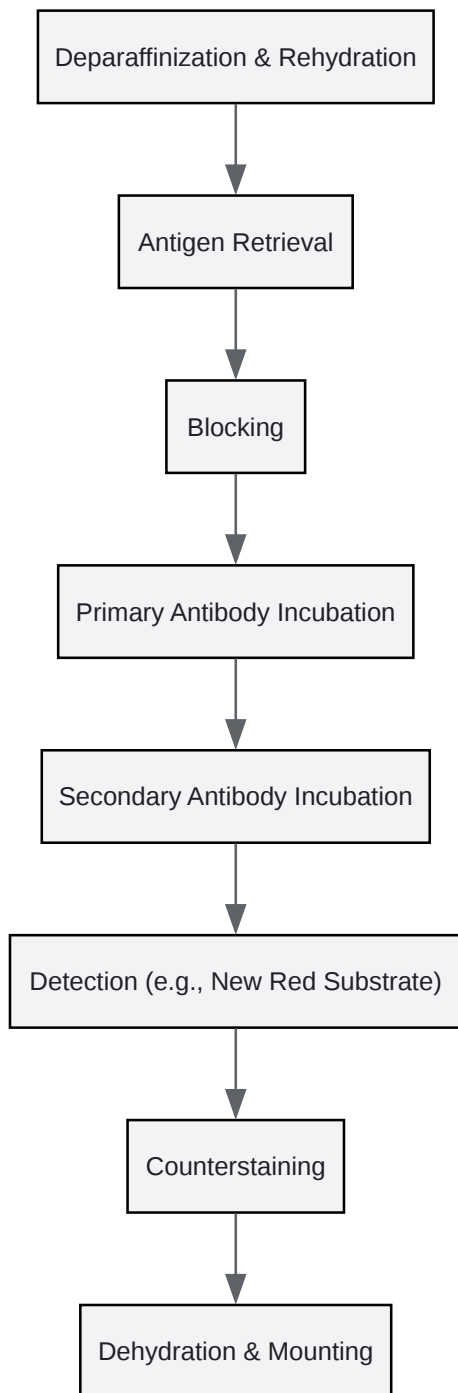 Deparaffinization & Rehydration
Antigen Retrieval
Blocking
Primary Antibody Incubation
Secondary Antibody Incubation
Detection (e.g., New Red Substrate)
Counterstaining
Dehydration & Mounting